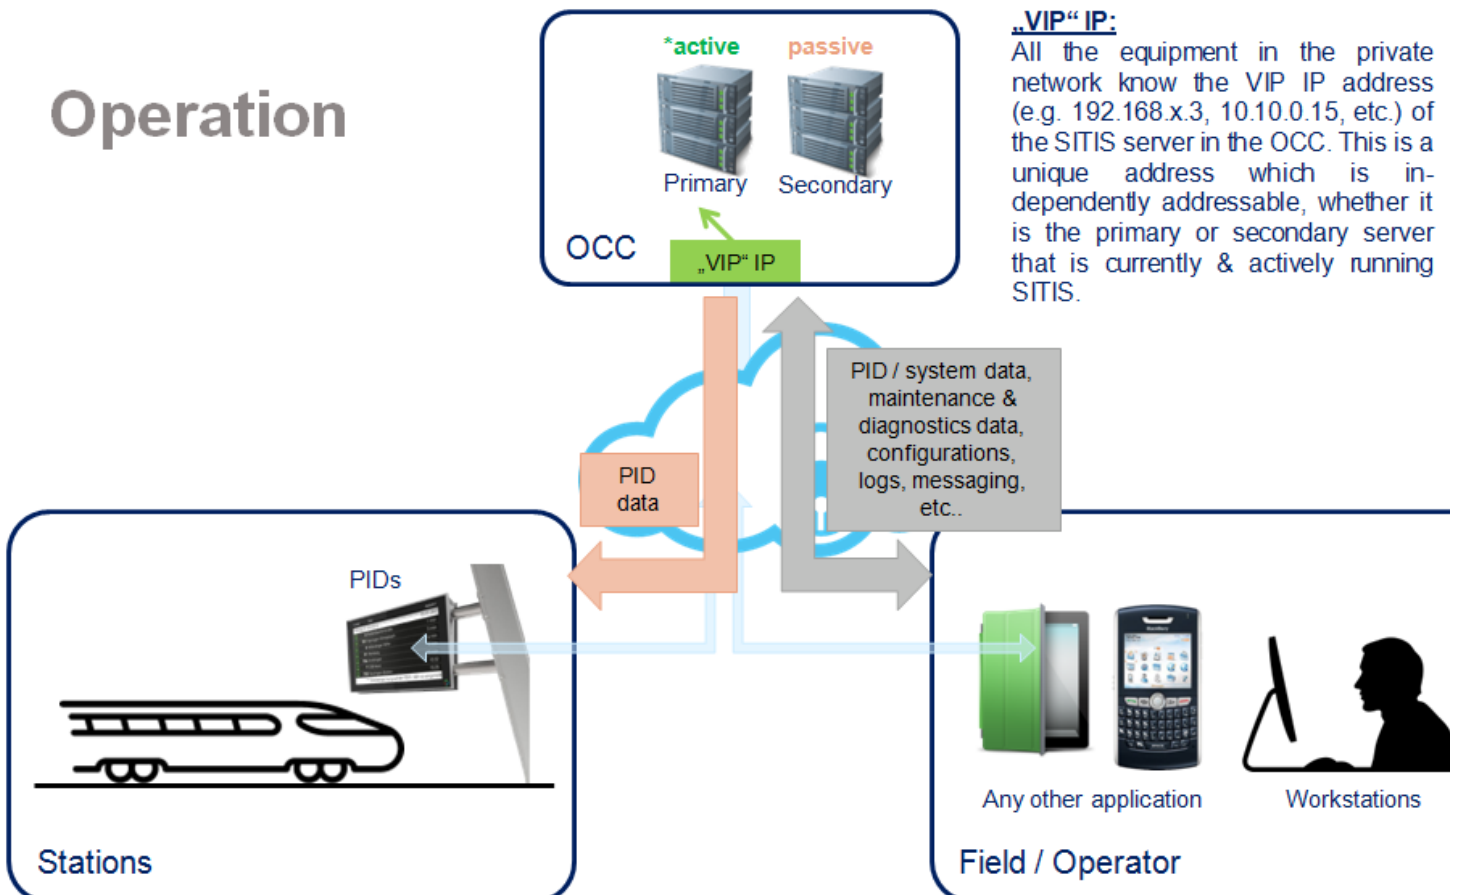 Operation
*active
passive
Primary
Secondary
OCC
„VIP“ IP
„VIP“ IP:
All the equipment in the private
network know the VIP IP address
(e.g. 192.168.x.3, 10.10.0.15, etc.) of
the SITIS server in the OCC. This is a
unique address which is in-
dependently addressable, whether it
is the primary or secondary server
that is currently & actively running
SITIS.
PID / system data,
maintenance &
diagnostics data,
configurations,
logs, messaging,
etc..
PID
data
PIDs
Stations
Any other application
Workstations
Field / Operator